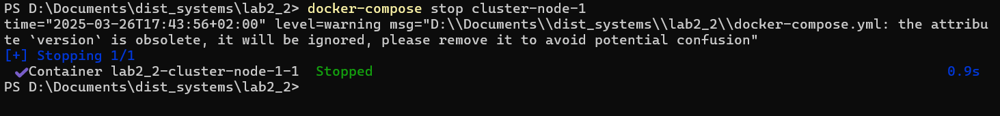 PS D:\Documents\dist_systems\lab2_2> docker-compose stop cluster-node-1
time="2025-03-26T17:43:56+02:00" level=warning msg="D:\\Documents\\dist_systems\\lab2_2\\docker-compose.yml: the attribu
te `version` is obsolete, it will be ignored, please remove it to avoid potential confusion"
[+] Stopping 1/1
✔Container lab2_2-cluster-node-1-1  Stopped 0.9s
PS D:\Documents\dist_systems\lab2_2>